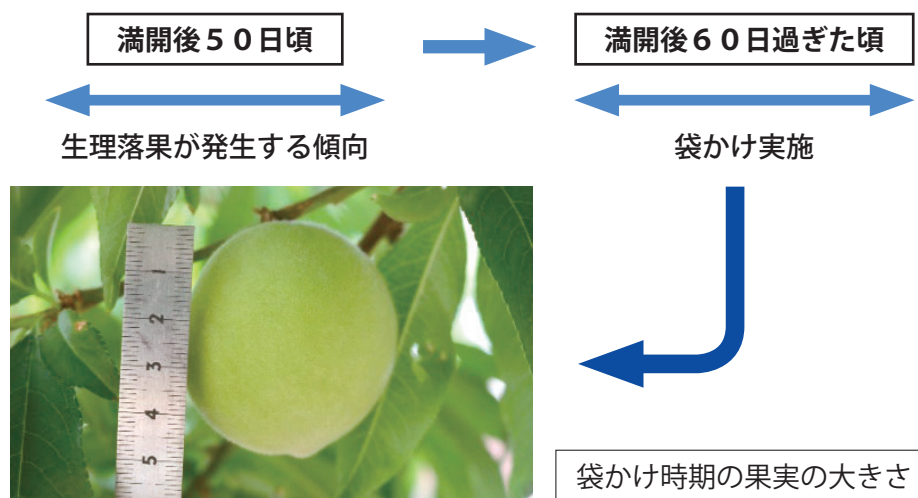 満開後５０日頃
満開後６０日過ぎた頃
生理落果が発生する傾向
袋かけ実施
1
2
3
4
5
袋かけ時期の果実の大きさ